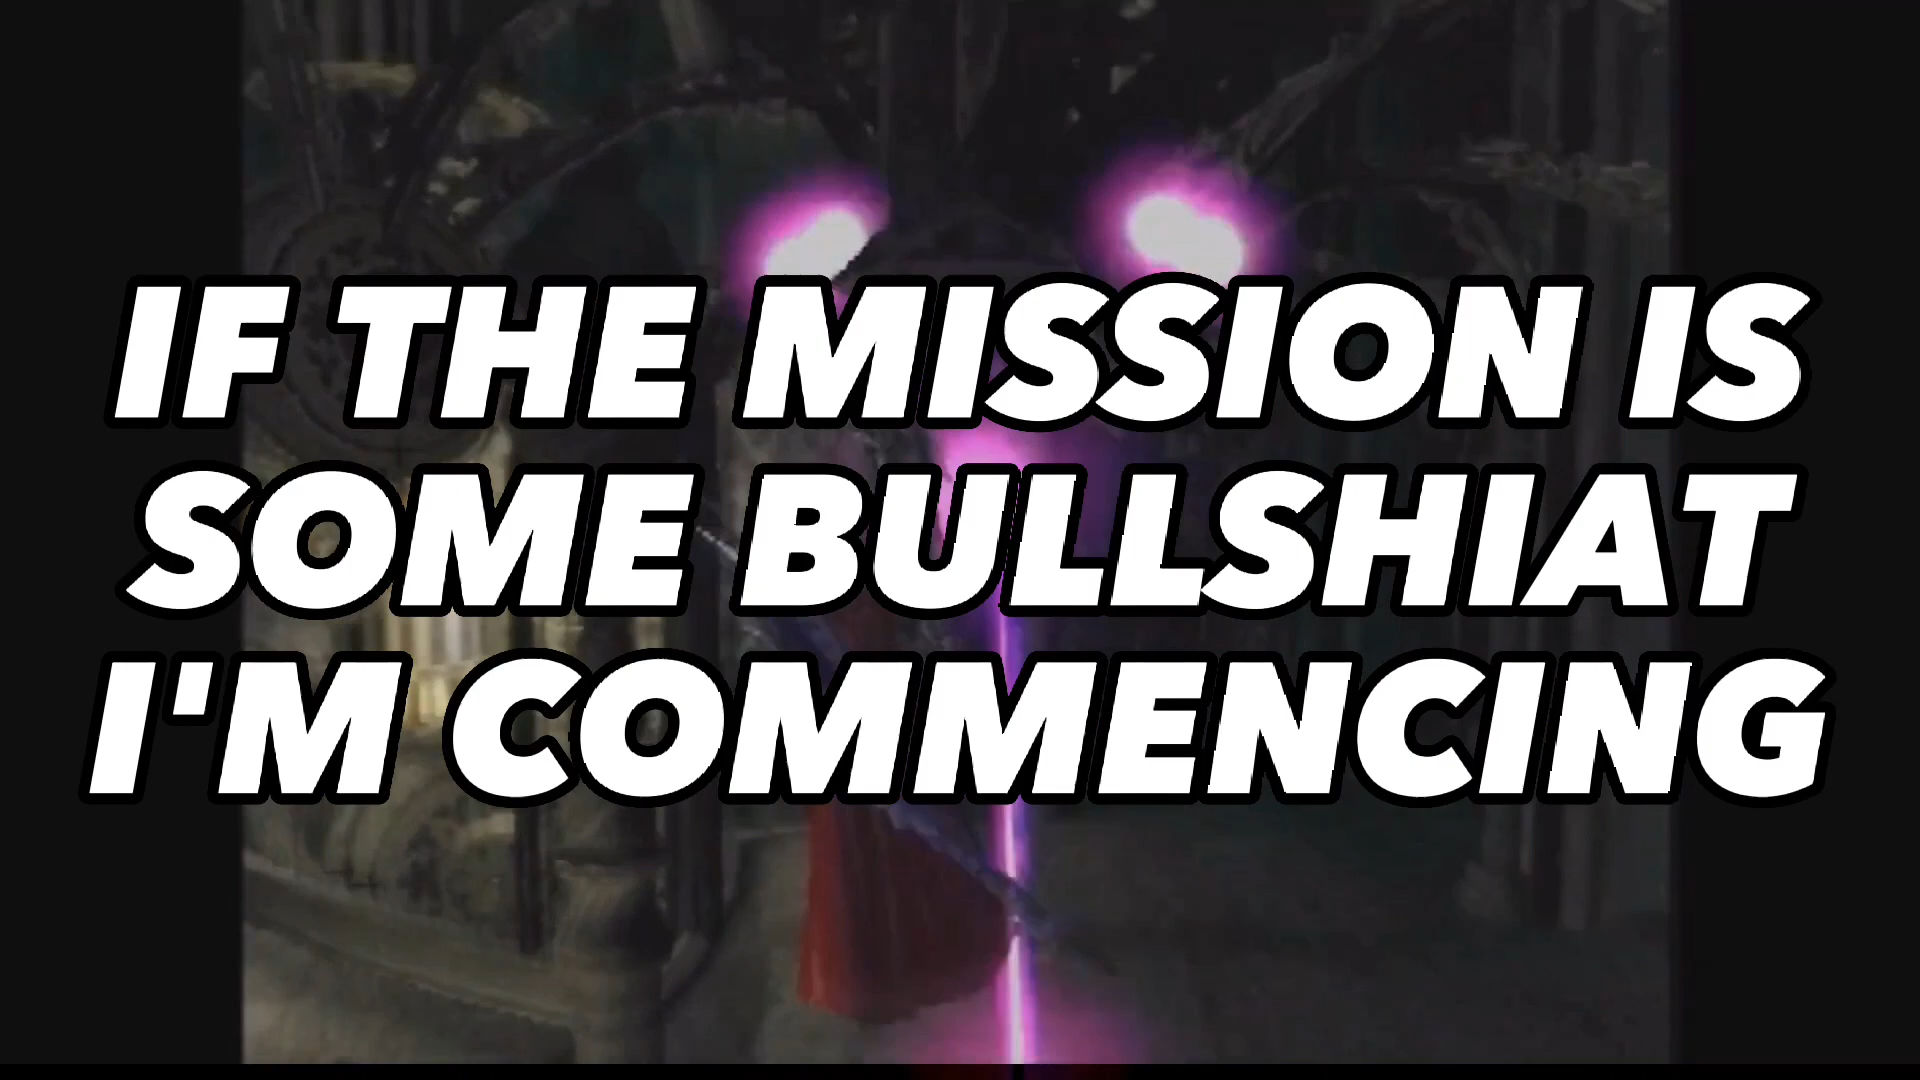 IF THE MISSION IS
SOME BULLSHIAT
I'M COMMENCING